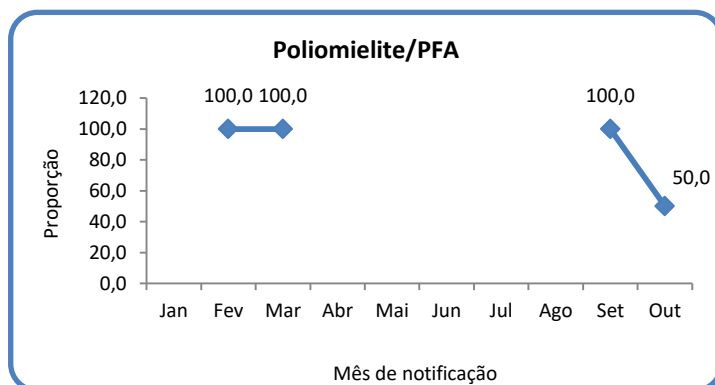 Poliomielite/PFA
120,0
100,0
80,0
60,0
40,0
20,0
0,0
Proporção
100,0 100,0
100,0
50,0
Jan Fev Mar Abr Mai Jun Jul Ago Set Out
Mês de notificação